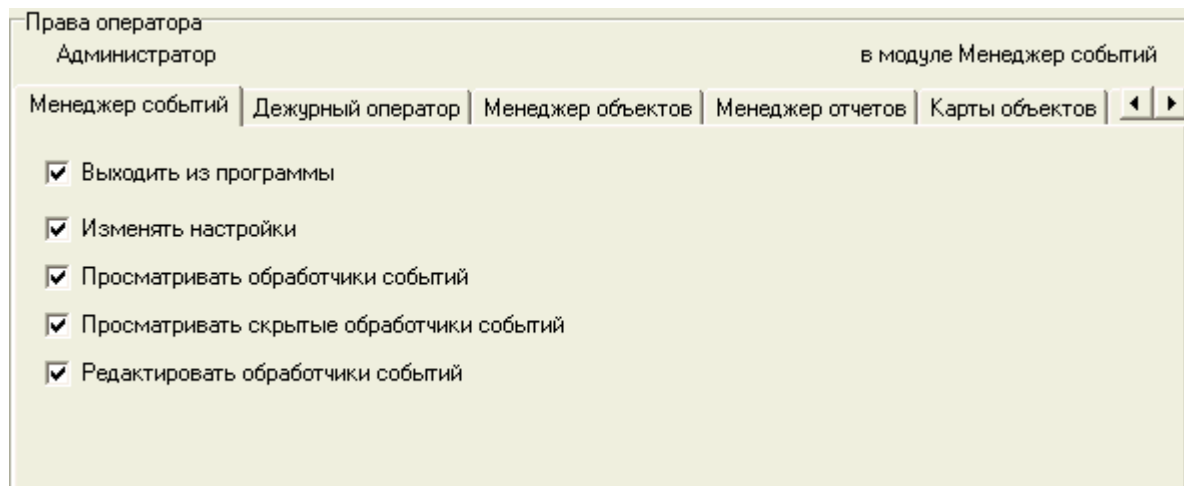 Права оператора
Администратор в модуле Менеджер событий
Менеджер событий Дежурный оператор Менеджер объектов Менеджер отчетов Карты объектов
Выходить из программы
Изменять настройки
Просматривать обработчики событий
Просматривать скрытые обработчики событий
Редактировать обработчики событий